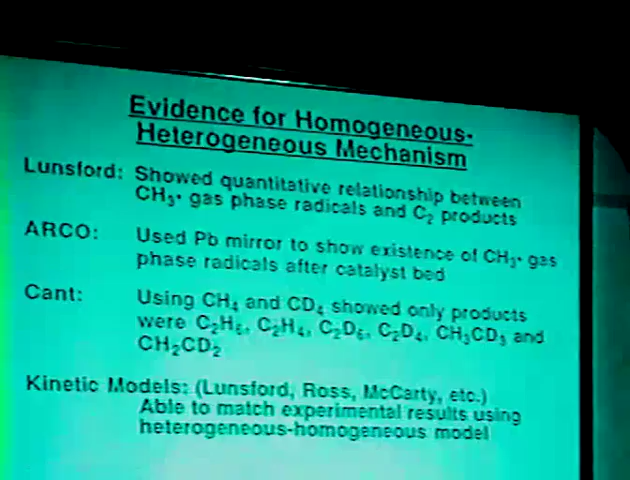 Evidence for Homogeneous-
Heterogeneous Mechanism
Lunsford: Showed quantitative relationship between
CH₃• gas phase radicals and C₂ products
ARCO: Used Pb mirror to show existence of CH₃• gas
phase radicals after catalyst bed
Cant: Using CH₄ and CD₄ showed only products
were C₂H₆, C₂H₄, C₂D₆, C₂D₄, CH₃CD₃ and
CH₂CD₂
Kinetic Models: (Lunsford, Ross, McCarty, etc.)
Able to match experimental results using
heterogeneous-homogeneous model